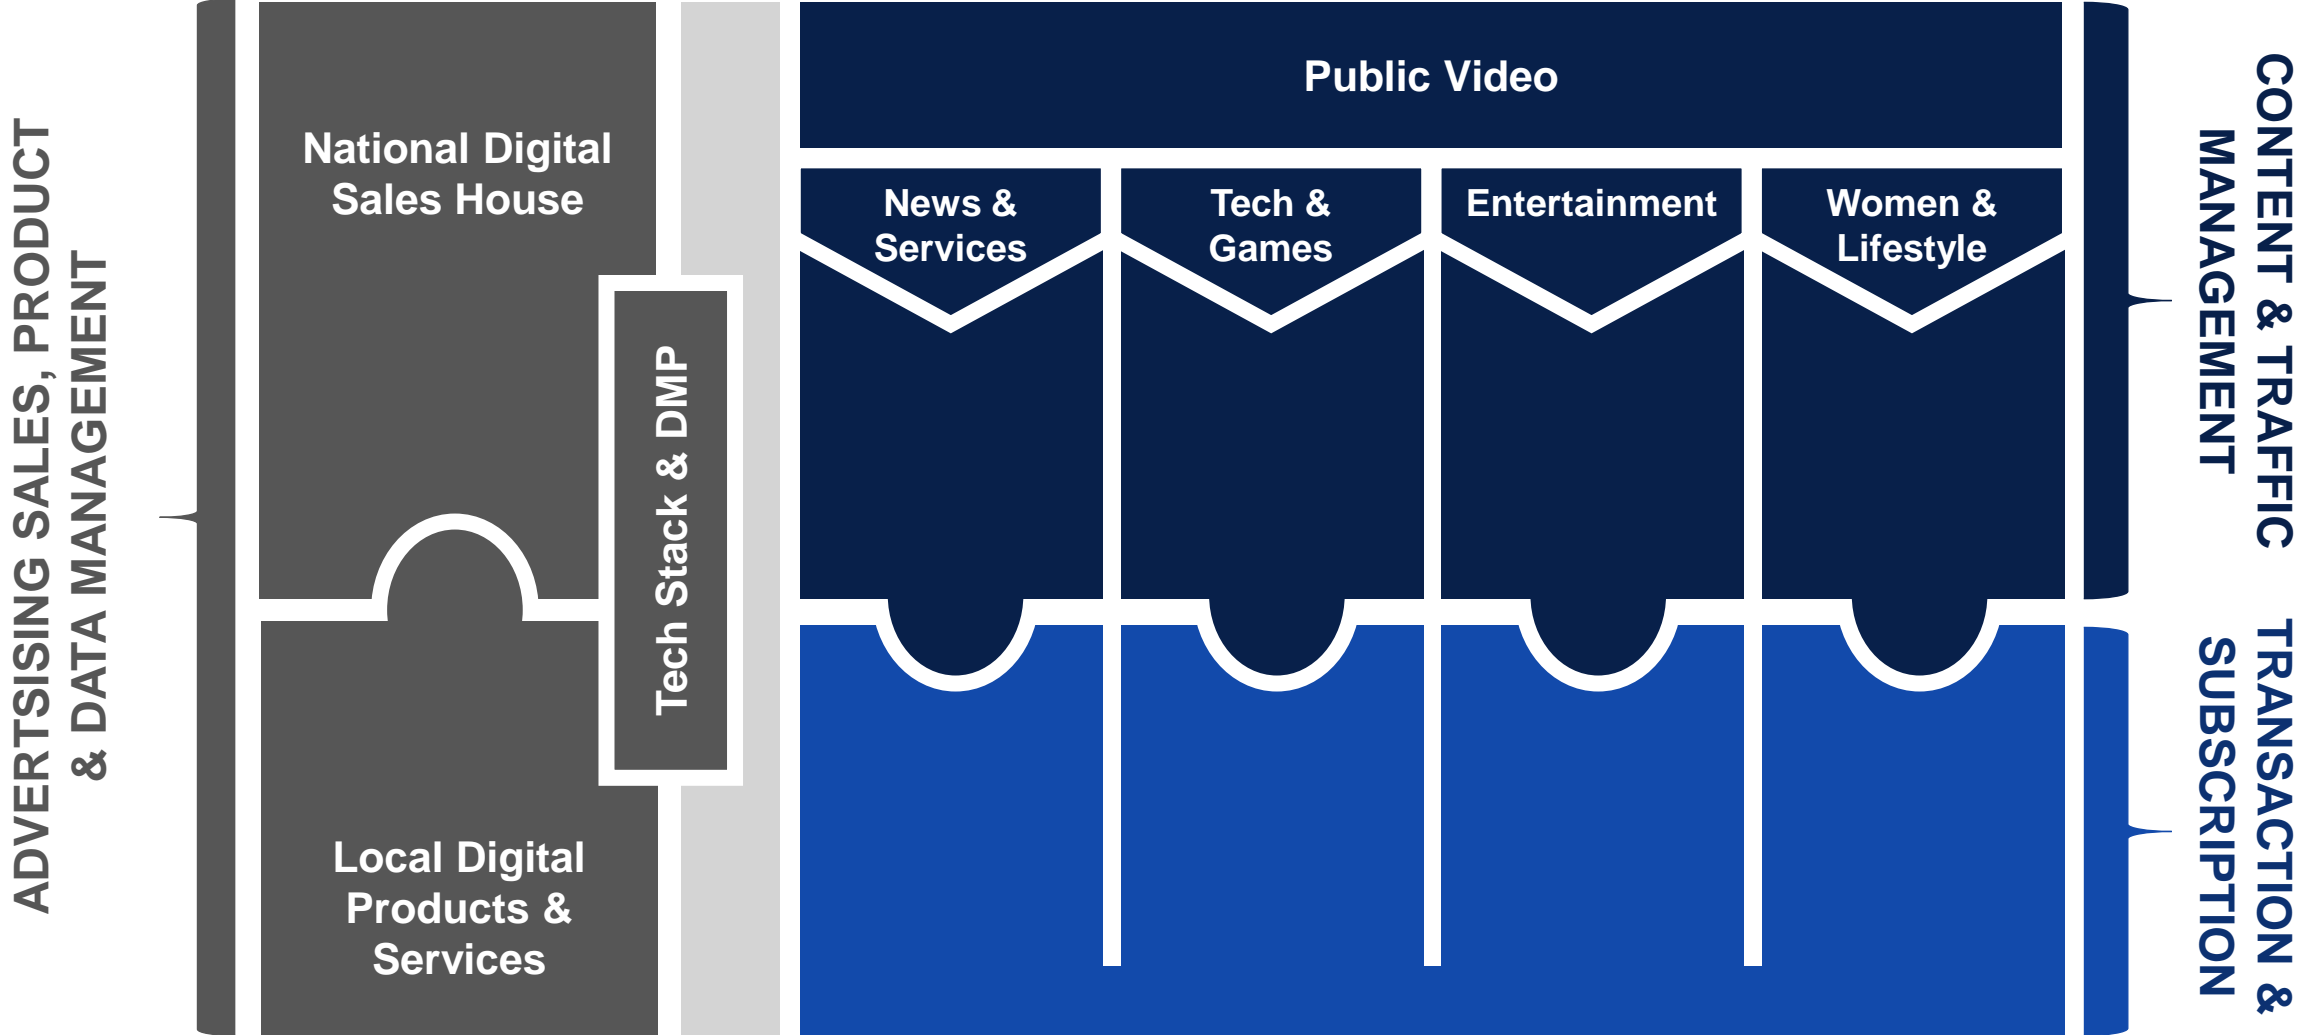 ADVERTSISING SALES, PRODUCT
& DATA MANAGEMENT
National Digital
Sales House
Tech Stack & DMP
Local Digital
Products &
Services
Public Video
News &
Services
Tech &
Games
Entertainment
Women &
Lifestyle
CONTENT & TRAFFIC
MANAGEMENT
TRANSACTION &
SUBSCRIPTION